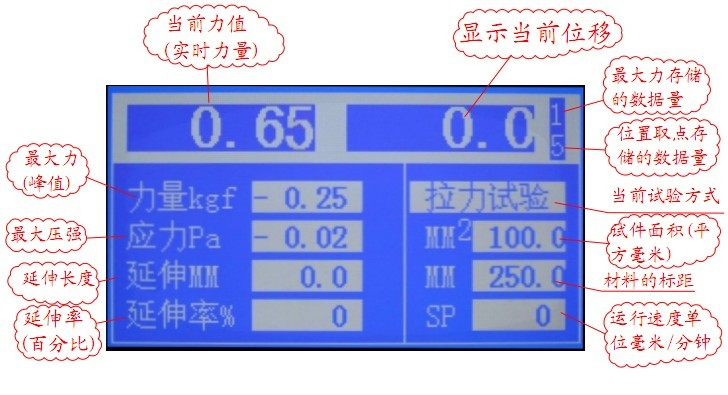 当前力值
(实时力量)
显示当前位移
最大力存储
的数据量
位置取点存
储的数据量
0.65
0.0
1
5
最大力
(峰值)
力量kgf
- 0.25
拉力试验
当前试验方式
最大压强
应力Pa
- 0.02
MM2
100.0
试件面积(平
方毫米)
延伸长度
延伸MM
0.0
MM
250.0
材料的标距
延伸率
(百分比)
延伸率%
0
SP
0
运行速度单
位毫米/分钟